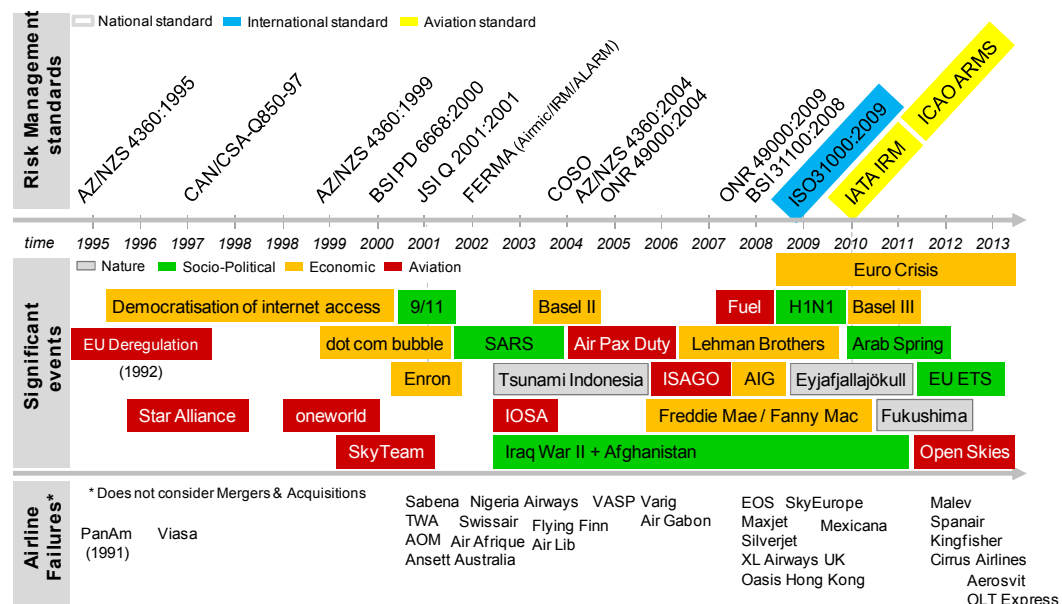 Risk Management
standards
National standard
International standard
Aviation standard
AZ/NZS 4360:1995
CAN/CSA-Q850-97
AZ/NZS 4360:1999
BSI PD 6668:2000
JSI Q 2001:2001
FERMA (Airmic/IRM/ALARM)
COSO
AZ/NZS 4360:2004
ONR 49000:2004
ONR 49000:2009
BSI 31100:2008
ISO31000:2009
IATA IRM
ICAO ARMS
time 1995 1996 1997 1998 1998 1999 2000 2001 2002 2003 2004 2005 2006 2007 2008 2009 2010 2011 2012 2013
Significant
events
Nature
Socio-Political
Economic
Aviation
Euro Crisis
Democratisation of internet access
9/11
Basel II
Fuel
H1N1
Basel III
EU Deregulation
(1992)
dot com bubble
SARS
Air Pax Duty
Lehman Brothers
Arab Spring
Enron
Tsunami Indonesia
ISAGO
AIG
Eyjafjallajökull
EU ETS
Star Alliance
oneworld
IOSA
Freddie Mae / Fanny Mac
Fukushima
SkyTeam
Iraq War II + Afghanistan
Open Skies
Airline
Failures*
* Does not consider Mergers & Acquisitions
PanAm
(1991)
Viasa
Sabena
Nigeria Airways
VASP
Varig
TWA
Swissair
Flying Finn
Air Gabon
AOM
Air Afrique
Air Lib
Ansett Australia
EOS
SkyEurope
Maxjet
Mexicana
Silverjet
XL Airways UK
Oasis Hong Kong
Malev
Spanair
Kingfisher
Cirrus Airlines
Aerosvit
OLT Express